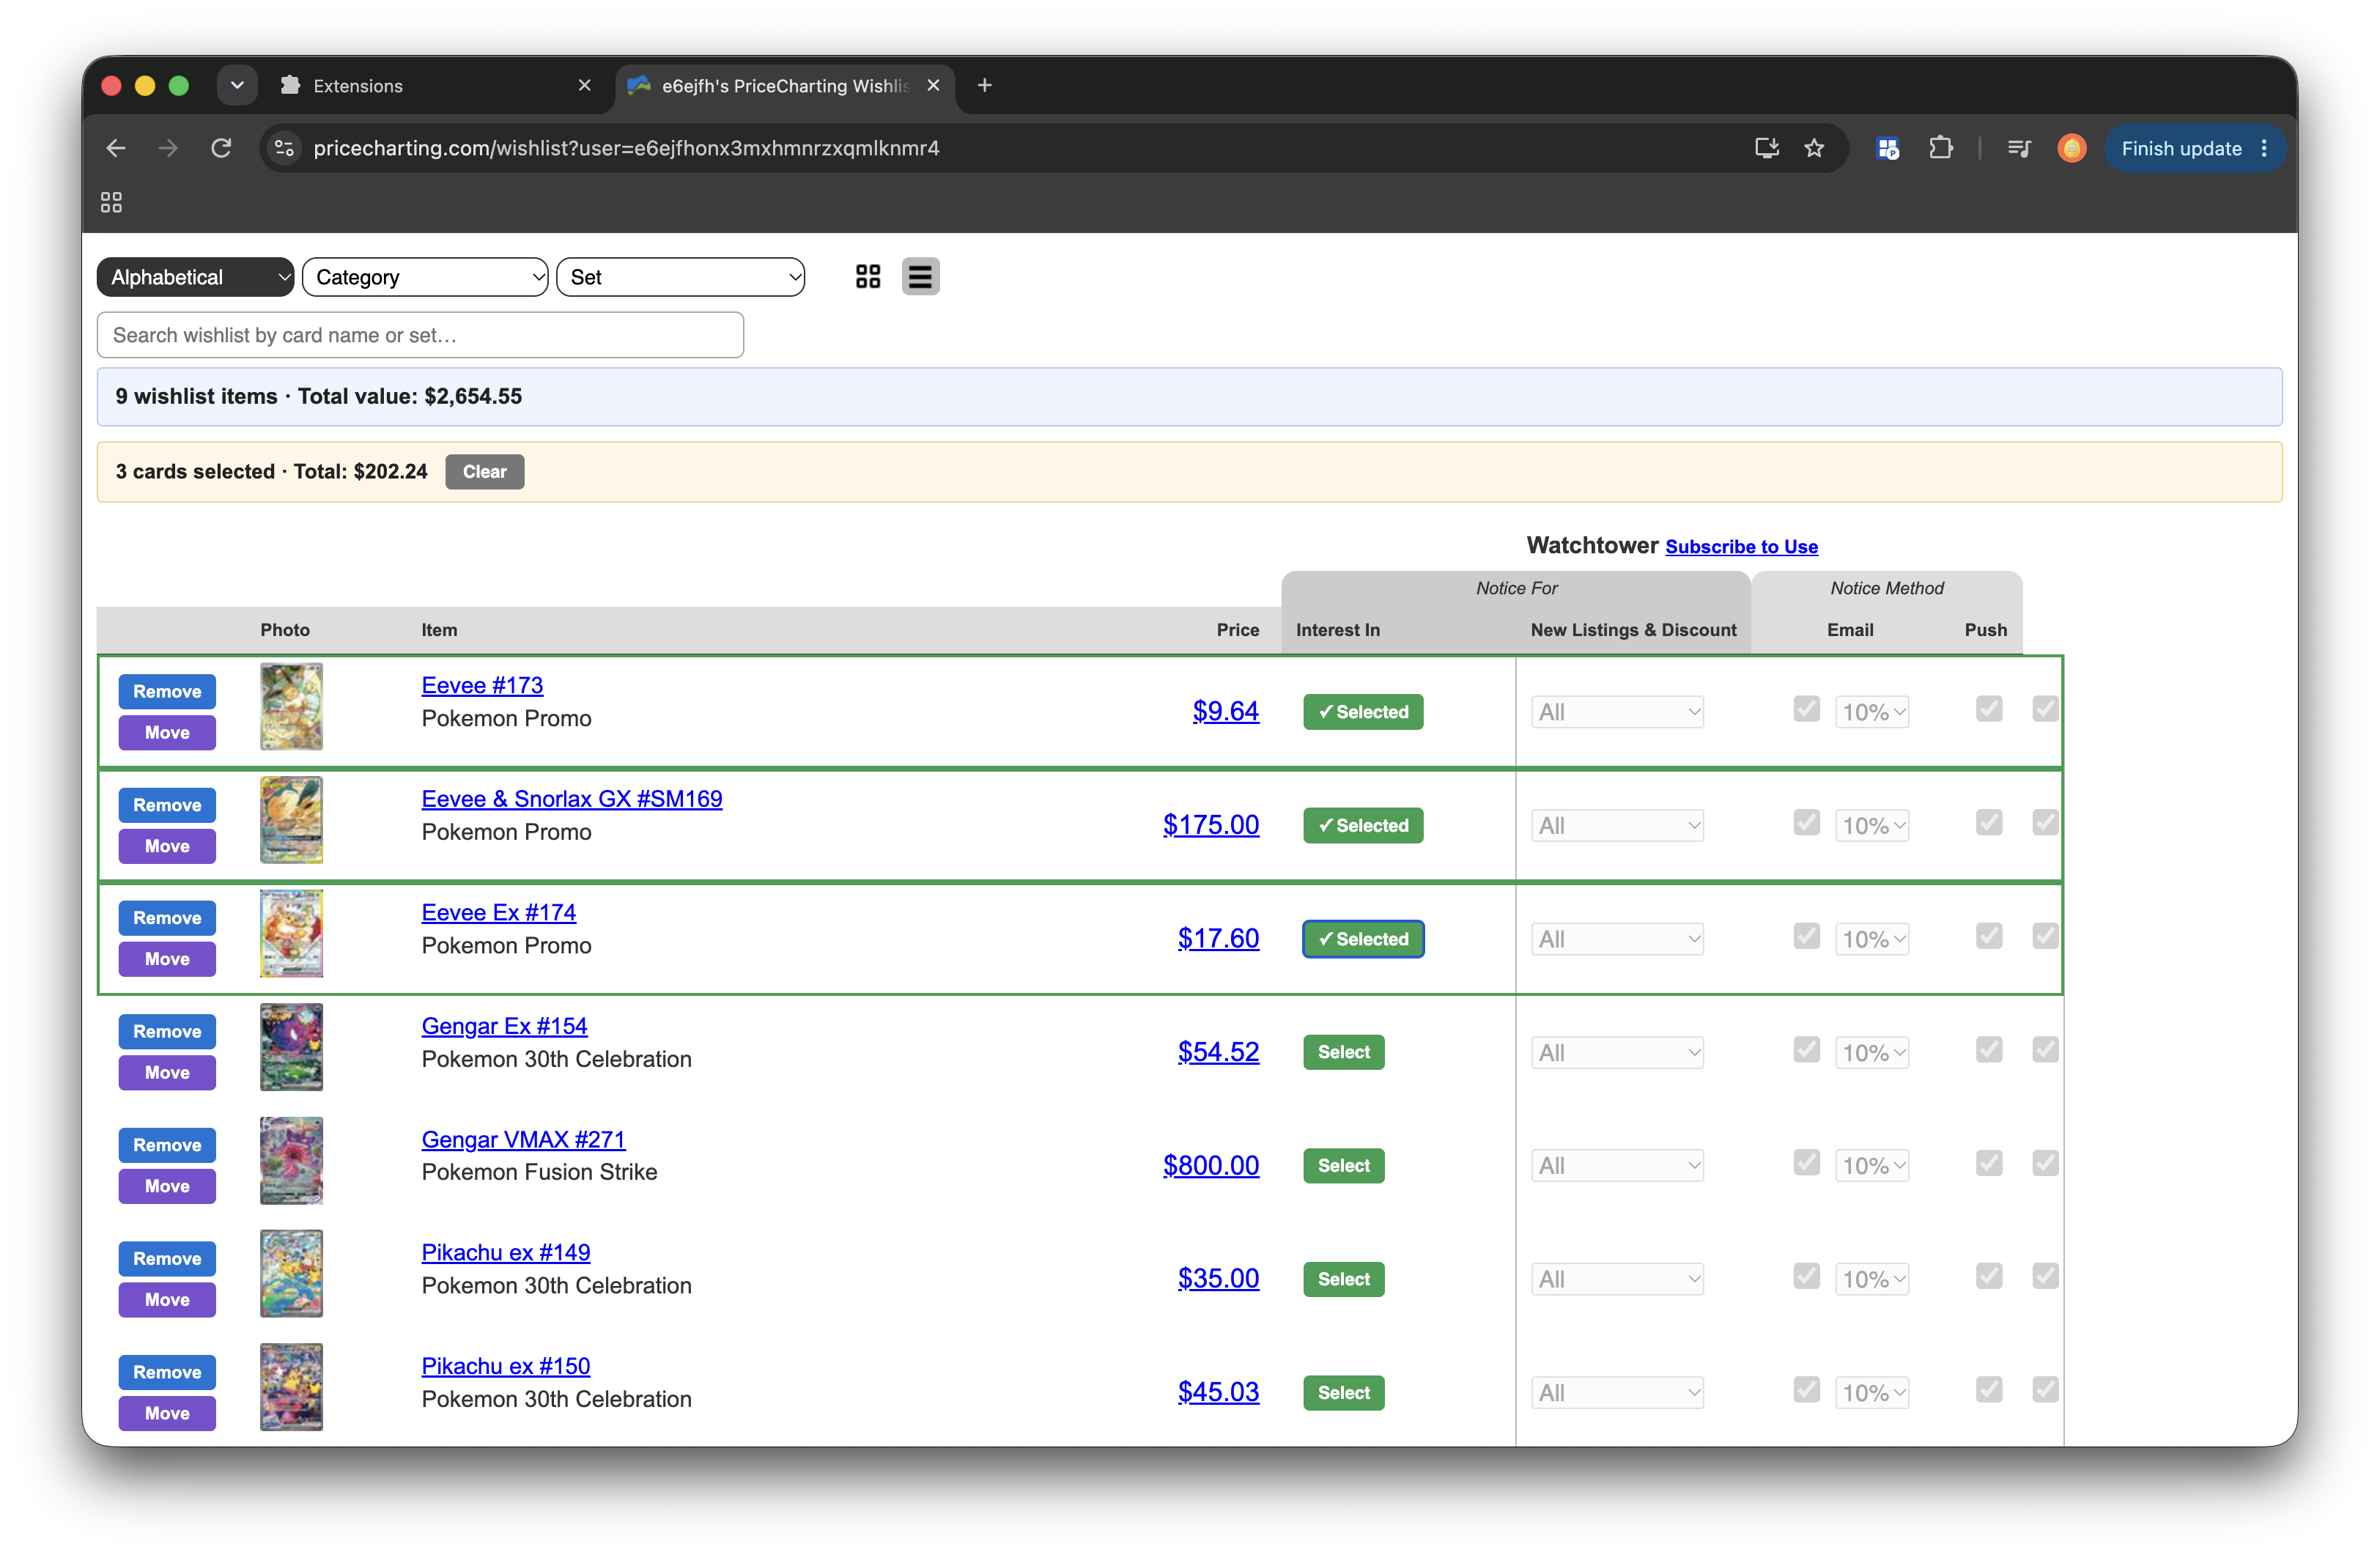 Extensions
e6ejfh's PriceCharting Wishlis
pricecharting.com/wishlist?user=e6ejfhonx3mxhmnrzxqmlknmr4
Finish update
Alphabetical
Category
Set
Search wishlist by card name or set...
9 wishlist items · Total value: $2,654.55
3 cards selected · Total: $202.24
Clear
Watchtower Subscribe to Use
Notice For
Notice Method
Photo
Item
Price
Interest In
New Listings & Discount
Email
Push
Remove
Move
Eevee #173
Pokemon Promo
$9.64
✓ Selected
All
10%
Remove
Move
Eevee & Snorlax GX #SM169
Pokemon Promo
$175.00
✓ Selected
All
10%
Remove
Move
Eevee Ex #174
Pokemon Promo
$17.60
✓ Selected
All
10%
Remove
Move
Gengar Ex #154
Pokemon 30th Celebration
$54.52
Select
All
10%
Remove
Move
Gengar VMAX #271
Pokemon Fusion Strike
$800.00
Select
All
10%
Remove
Move
Pikachu ex #149
Pokemon 30th Celebration
$35.00
Select
All
10%
Remove
Move
Pikachu ex #150
Pokemon 30th Celebration
$45.03
Select
All
10%